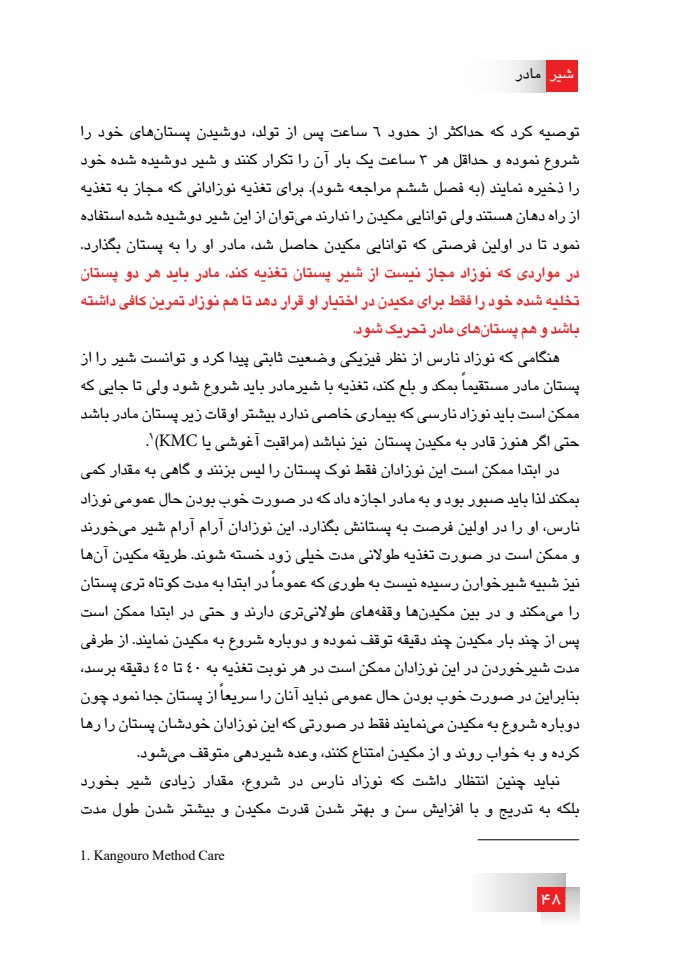 شیر مادر
توصیه کرد که حداکثر از حدود ٦ ساعت پس از تولد، دوشیدن پستان‌های خود را
شروع نموده و حداقل هر ۳ ساعت یک بار آن را تکرار کنند و شیر دوشیده شده خود
را ذخیره نمایند (به فصل ششم مراجعه شود). برای تغذیه نوزادانی که مجاز به تغذیه
از راه دهان هستند ولی توانایی مکیدن را ندارند می‌توان از این شیر دوشیده شده استفاده
نمود تا در اولین فرصتی که توانایی مکیدن حاصل شد، مادر او را به پستان بگذارد.
در مواردی که نوزاد مجاز نیست از شیر پستان تغذیه کند، مادر باید هر دو پستان
تخلیه شده خود را فقط برای مکیدن در اختیار او قرار دهد تا هم نوزاد تمرین کافی داشته
باشد و هم پستان‌های مادر تحریک شود.
هنگامی که نوزاد نارس از نظر فیزیکی وضعیت ثابتی پیدا کرد و توانست شیر را از
پستان مادر مستقیماً بمکد و بلع کند، تغذیه با شیرمادر باید شروع شود ولی تا جایی که
ممکن است باید نوزاد نارسی که بیماری خاصی ندارد بیشتر اوقات زیر پستان مادر باشد
حتی اگر هنوز قادر به مکیدن پستان نیز نباشد (مراقبت آغوشی یا KMC)۱.
در ابتدا ممکن است این نوزادان فقط نوک پستان را لیس بزنند و گاهی به مقدار کمی
بمکند لذا باید صبور بود و به مادر اجازه داد که در صورت خوب بودن حال عمومی نوزاد
نارس، او را در اولین فرصت به پستانش بگذارد. این نوزادان آرام آرام شیر می‌خورند
و ممکن است در صورت تغذیه طولانی مدت خیلی زود خسته شوند. طریقه مکیدن آن‌ها
نیز شبیه شیرخوارن رسیده نیست به طوری که عموماً در ابتدا به مدت کوتاه تری پستان
را می‌مکند و در بین مکیدن‌ها وقفه‌های طولانی‌تری دارند و حتی در ابتدا ممکن است
پس از چند بار مکیدن چند دقیقه توقف نموده و دوباره شروع به مکیدن نمایند. از طرفی
مدت شیرخوردن در این نوزادان ممکن است در هر نوبت تغذیه به ٤۰ تا ٤٥ دقیقه برسد،
بنابراین در صورت خوب بودن حال عمومی نباید آنان را سریعاً از پستان جدا نمود چون
دوباره شروع به مکیدن می‌نمایند فقط در صورتی که این نوزادان خودشان پستان را رها
کرده و به خواب روند و از مکیدن امتناع کنند، وعده شیردهی متوقف می‌شود.
نباید چنین انتظار داشت که نوزاد نارس در شروع، مقدار زیادی شیر بخورد
بلکه به تدریج و با افزایش سن و بهتر شدن قدرت مکیدن و بیشتر شدن طول مدت
1. Kangouro Method Care
۴۸